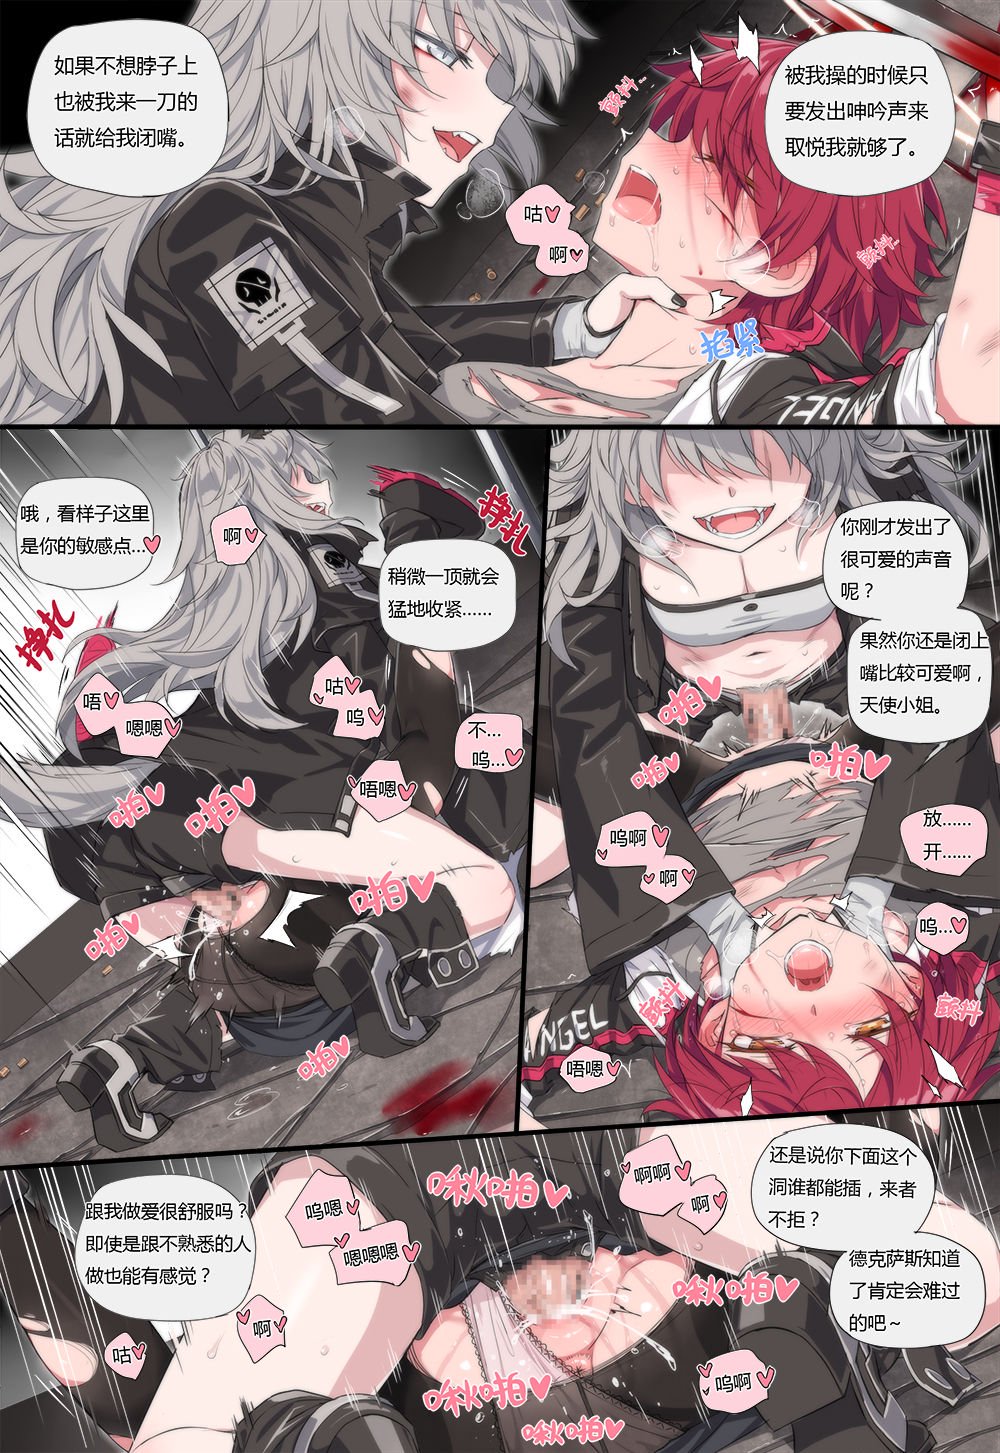 如果不想脖子上
也被我来一刀的
话就给我闭嘴。
被我操的时候只
要发出呻吟声来
取悦我就够了。
颤抖..
咕♥
啊♥
颤抖..
掐紧
ANGEL
哦，看样子这里
是你的敏感点…♥
啊♥
挣扎
稍微一顶就会
猛地收紧……
挣扎
唔♥
嗯嗯♥
咕♥
呜♥
不…
呜…♥
唔嗯♥
啪♥
啪♥
啪♥
啪♥
啪♥
你刚才发出了
很可爱的声音
呢？
果然你还是闭上
嘴比较可爱啊，
天使小姐。
啪♥
啪♥
呜啊♥
啊♥
放……
开……
呜…♥
颤抖
颤抖
ANGEL
唔嗯♥
跟我做爱很舒服吗？
即使是跟不熟悉的人
做也能有感觉？
呜嗯♥
嗯嗯嗯♥
啊♥
咕♥
啾啪♥
啊啊♥
啊♥
还是说你下面这个
洞谁都能插，来者
不拒？
德克萨斯知道
了肯定会难过
的吧～
啾啪♥
啾啪♥
呜啊♥
啾啪♥